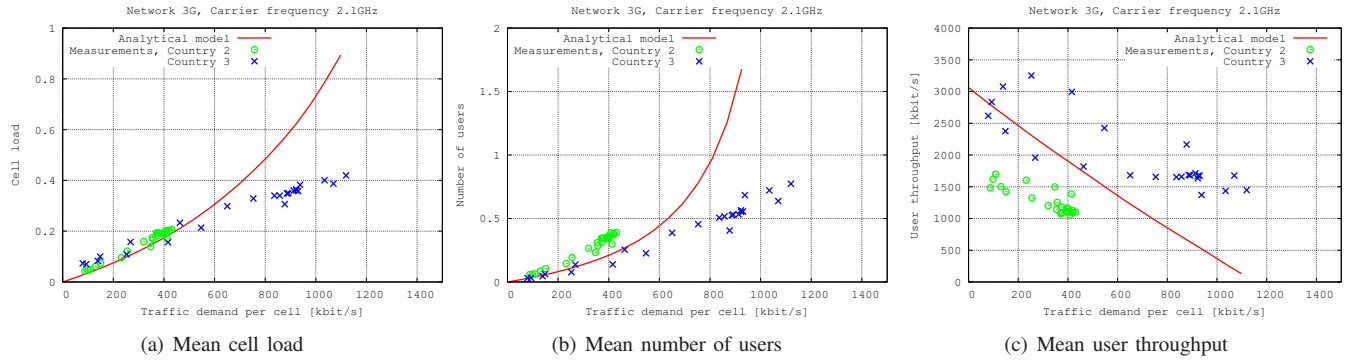 Network 3G, Carrier frequency 2.1GHz
Analytical model
Measurements, Country 2
Country 3
1
0.8
0.6
0.4
0.2
0
Cell load
0 200 400 600 800 1000 1200 1400
Traffic demand per cell [kbit/s]
(a) Mean cell load
Network 3G, Carrier frequency 2.1GHz
Analytical model
Measurements, Country 2
Country 3
2
1.5
1
0.5
0
Number of users
0 200 400 600 800 1000 1200 1400
Traffic demand per cell [kbit/s]
(b) Mean number of users
Network 3G, Carrier frequency 2.1GHz
Analytical model
Measurements, Country 2
Country 3
4000
3500
3000
2500
2000
1500
1000
500
0
User throughput [kbit/s]
0 200 400 600 800 1000 1200 1400
Traffic demand per cell [kbit/s]
(c) Mean user throughput